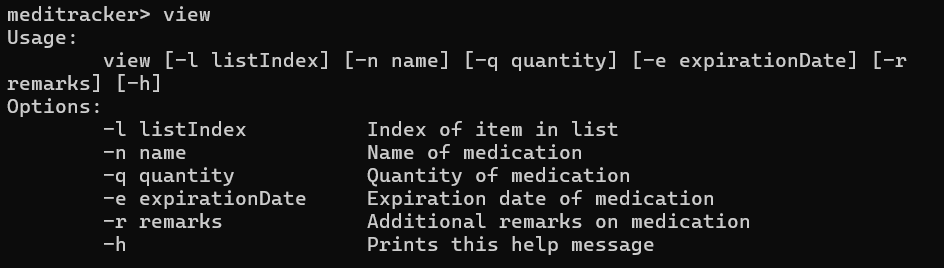 meditracker> view
Usage:
        view [-l listIndex] [-n name] [-q quantity] [-e expirationDate] [-r
remarks] [-h]
Options:
        -l listIndex          Index of item in list
        -n name               Name of medication
        -q quantity           Quantity of medication
        -e expirationDate     Expiration date of medication
        -r remarks            Additional remarks on medication
        -h                    Prints this help message